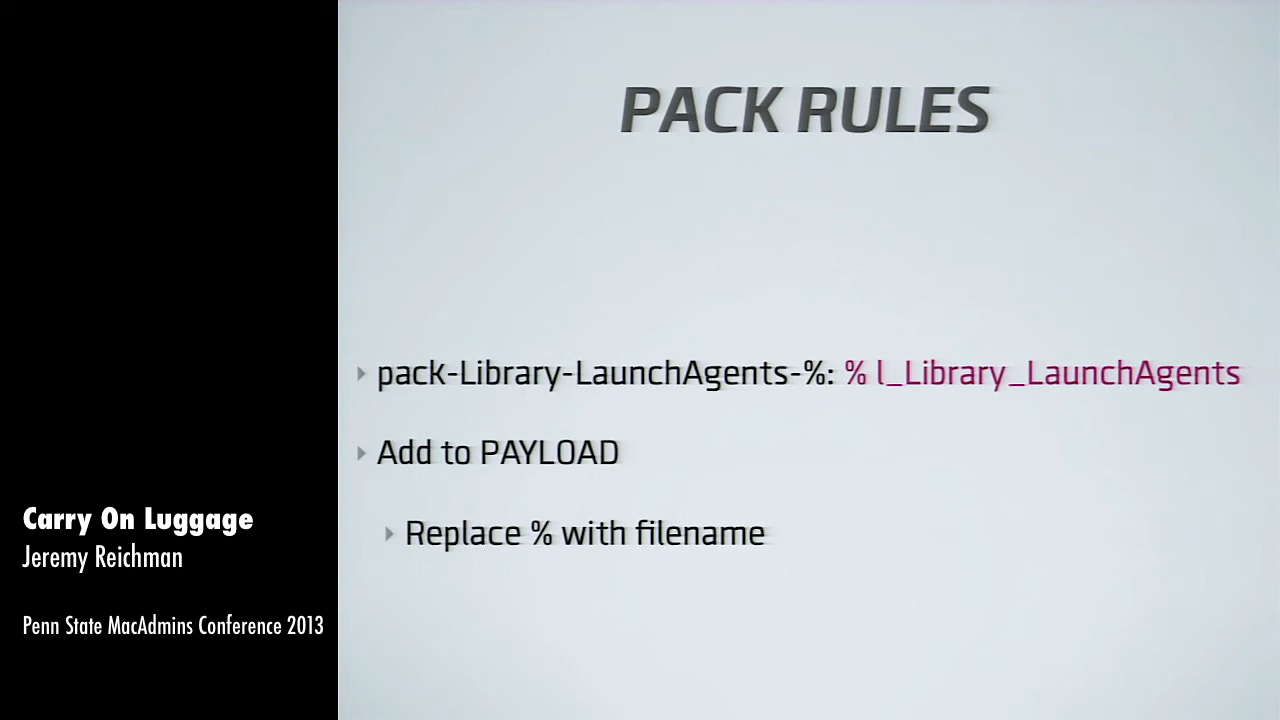 PACK RULES
pack-Library-LaunchAgents-%: % l_Library_LaunchAgents
Add to PAYLOAD
Replace % with filename
Carry On Luggage
Jeremy Reichman
Penn State MacAdmins Conference 2013